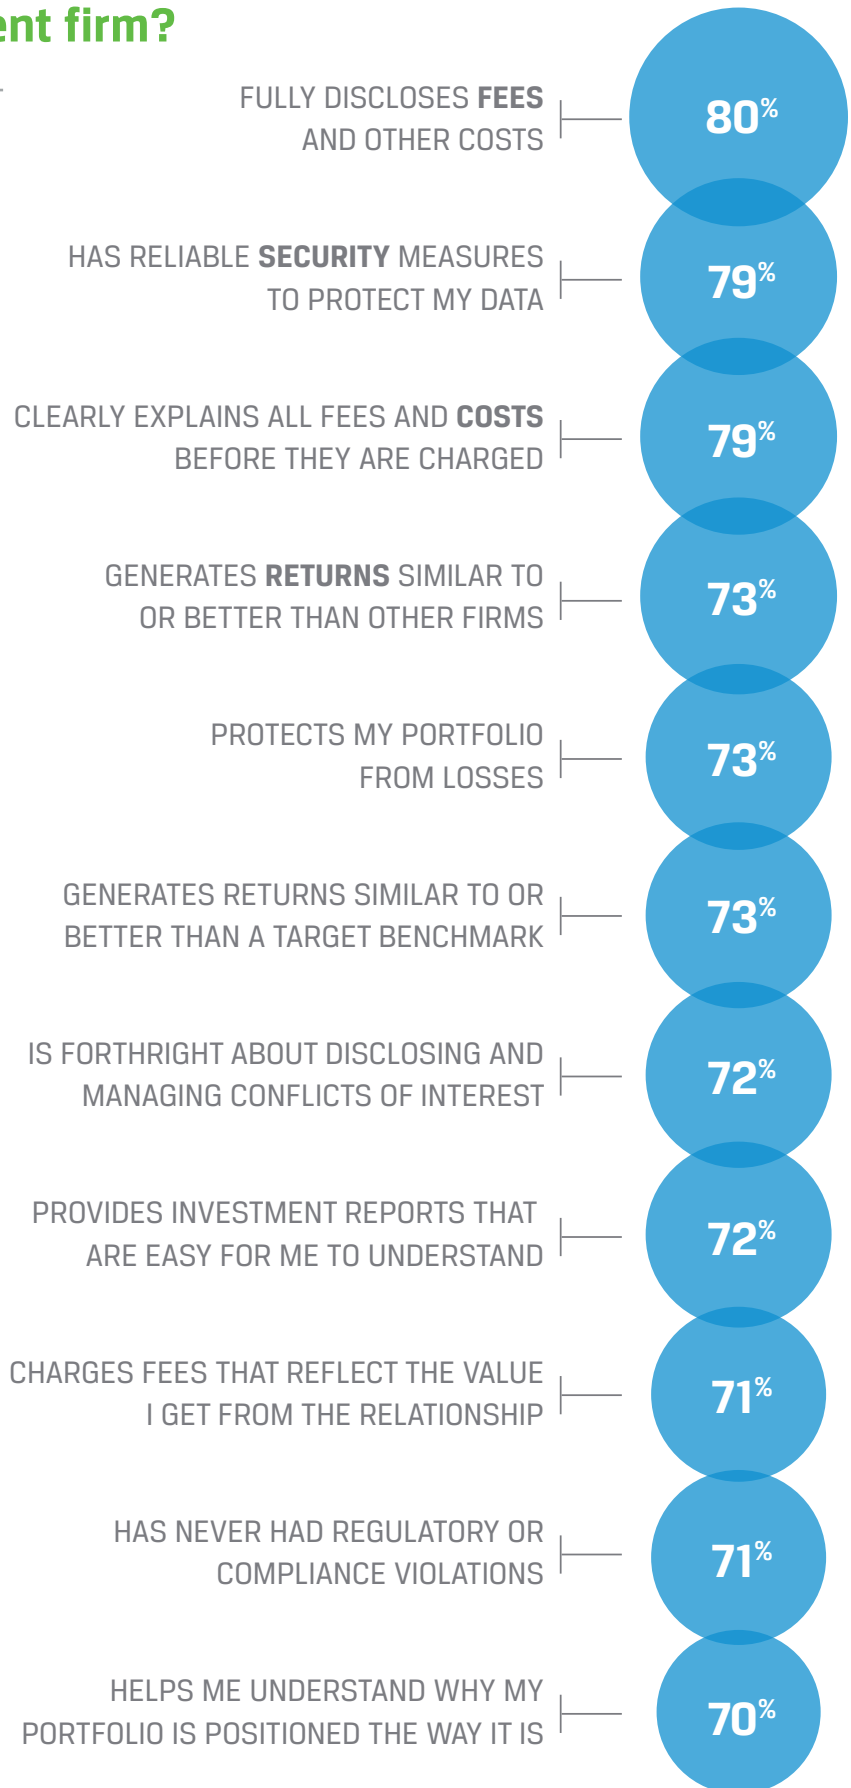 ent firm?
FULLY DISCLOSES FEES
AND OTHER COSTS
80%
HAS RELIABLE SECURITY MEASURES
TO PROTECT MY DATA
79%
CLEARLY EXPLAINS ALL FEES AND COSTS
BEFORE THEY ARE CHARGED
79%
GENERATES RETURNS SIMILAR TO
OR BETTER THAN OTHER FIRMS
73%
PROTECTS MY PORTFOLIO
FROM LOSSES
73%
GENERATES RETURNS SIMILAR TO OR
BETTER THAN A TARGET BENCHMARK
73%
IS FORTHRIGHT ABOUT DISCLOSING AND
MANAGING CONFLICTS OF INTEREST
72%
PROVIDES INVESTMENT REPORTS THAT
ARE EASY FOR ME TO UNDERSTAND
72%
CHARGES FEES THAT REFLECT THE VALUE
I GET FROM THE RELATIONSHIP
71%
HAS NEVER HAD REGULATORY OR
COMPLIANCE VIOLATIONS
71%
HELPS ME UNDERSTAND WHY MY
PORTFOLIO IS POSITIONED THE WAY IT IS
70%